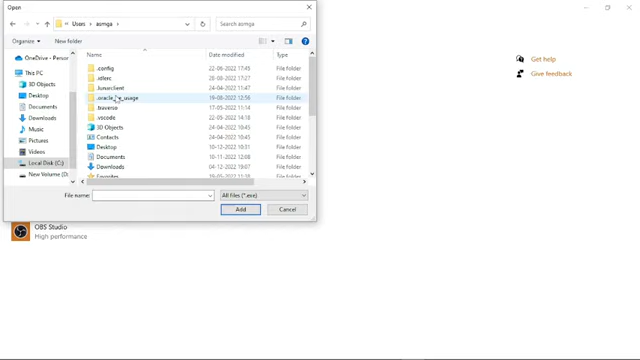 Open
Users > asmga >
Search asmga
Organize
New folder
Name
Date modified
Type
OneDrive - Person
.config
22-06-2022 17:45
File folder
This PC
26-08-2022 17:27
File folder
3D Objects
.lunarclient
24-04-2022 11:47
File folder
Desktop
.oracle_jre_usage
19-08-2022 12:56
File folder
Documents
.traverso
17-05-2022 11:14
File folder
Downloads
.vscode
22-05-2022 14:18
File folder
Music
3D Objects
24-04-2022 10:45
File folder
Pictures
Contacts
24-04-2022 10:45
File folder
Videos
Desktop
10-12-2022 10:31
File folder
Local Disk (C:)
Documents
10-11-2022 12:08
File folder
New Volume (D:
Downloads
04-12-2022 19:07
File folder
Favorites
File folder
File name:
All files (*.exe)
Add
Cancel
Get help
Give feedback
OBS Studio
High performance